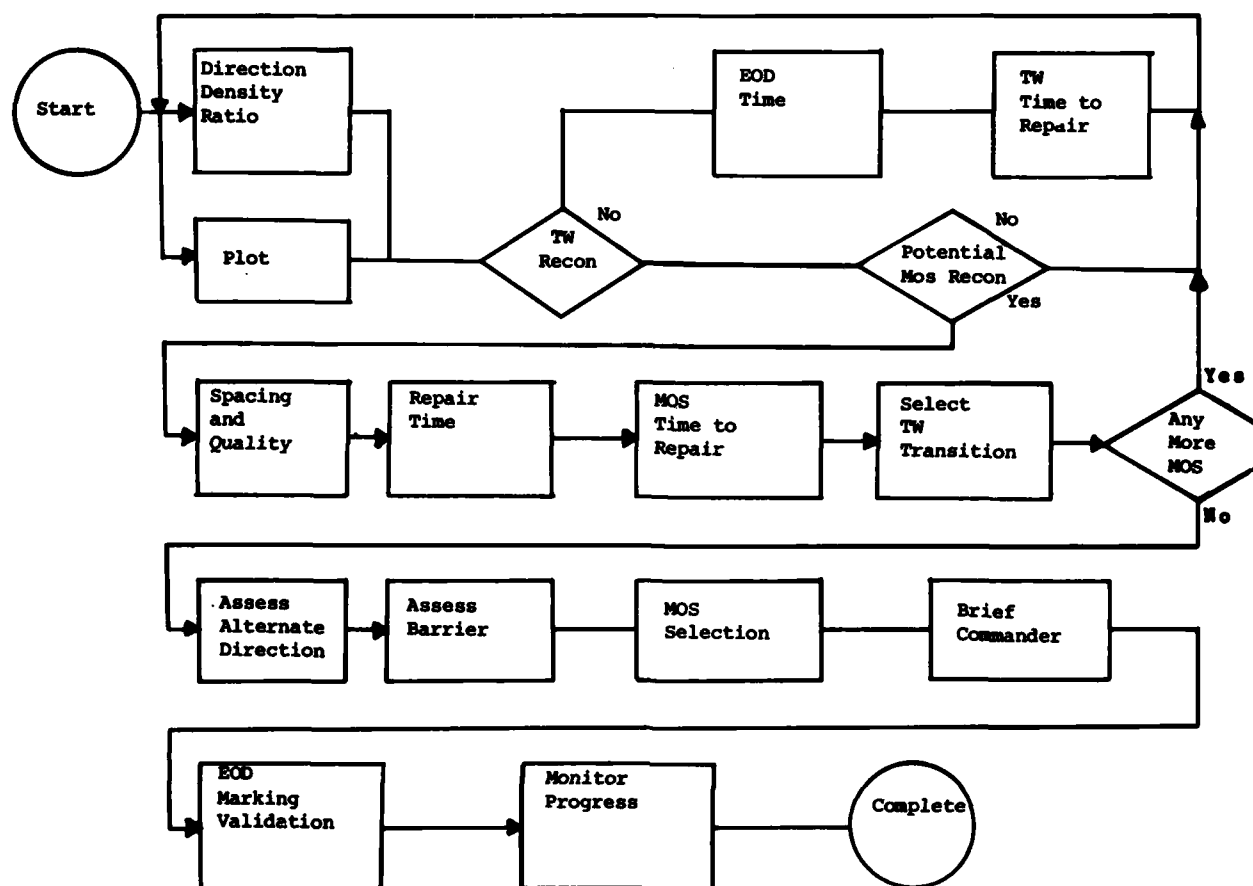 Start
Direction
Density
Ratio
EOD
Time
TW
Time to
Repair
Plot
No
TW
Recon
No
Potential
Mos Recon
Yes
Spacing
and
Quality
Repair
Time
MOS
Time to
Repair
Select
TW
Transition
Yes
Any
More
MOS
No
Assess
Alternate
Direction
Assess
Barrier
MOS
Selection
Brief
Commander
EOD
Marking
Validation
Monitor
Progress
Complete